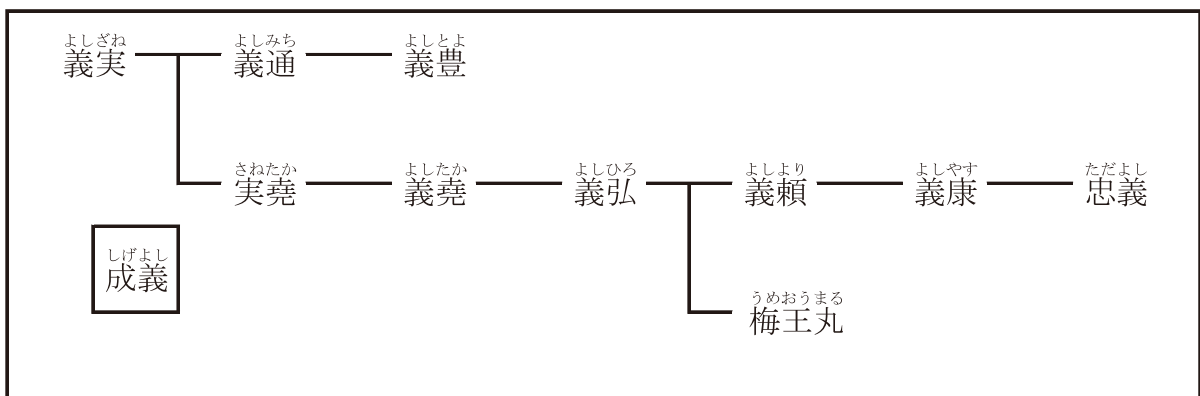 よしざね よしみち よしとよ
義実 義通 義豊
さねたか よしたか よしひろ よしより よしやす ただよし
実堯 義堯 義弘 義頼 義康 忠義
しげよし
成義
うめおうまる
梅王丸